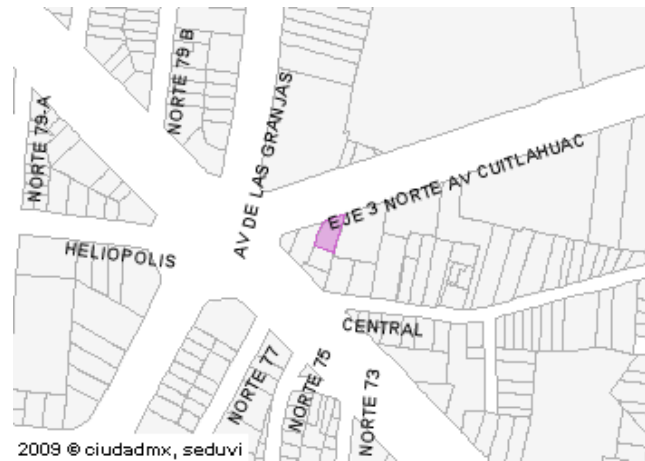 NORTE 79-A
NORTE 79 B
AV DE LAS GRANJAS
EJE 3 NORTE AV CUITLAHUAC
HELIOPOLIS
CENTRAL
NORTE 77
NORTE 75
NORTE 73
2009 © ciudadmx, seduvi